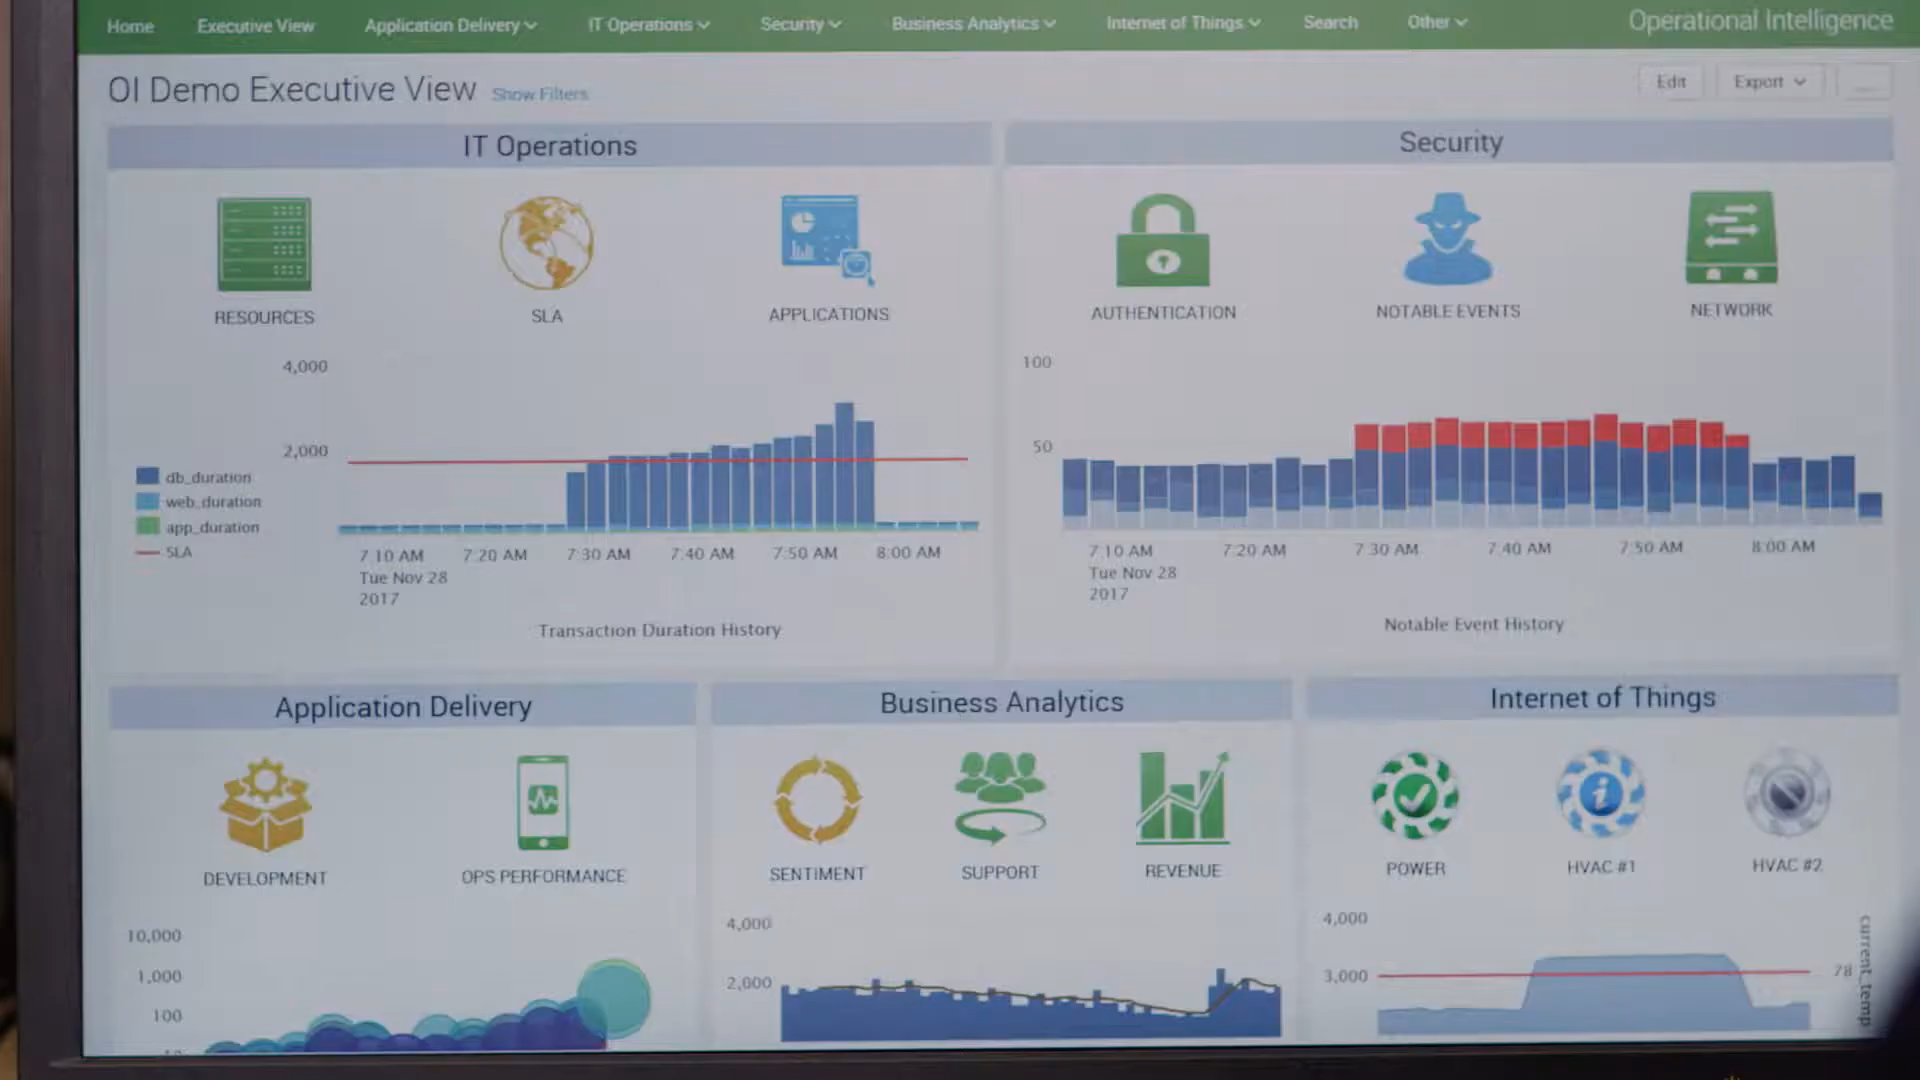 Home Executive View Application Delivery IT Operations Security Business Analytics Internet of Things Search Other Operational Intelligence
OI Demo Executive View Show Filters Edit Export ...
IT Operations
RESOURCES SLA APPLICATIONS
4,000
2,000
db_duration
web_duration
app_duration
SLA
7:10 AM 7:20 AM 7:30 AM 7:40 AM 7:50 AM 8:00 AM
Tue Nov 28
2017
Transaction Duration History
Security
AUTHENTICATION NOTABLE EVENTS NETWORK
100
50
7:10 AM 7:20 AM 7:30 AM 7:40 AM 7:50 AM 8:00 AM
Tue Nov 28
2017
Notable Event History
Application Delivery
DEVELOPMENT OPS PERFORMANCE
10,000
1,000
100
10
Business Analytics
SENTIMENT SUPPORT REVENUE
4,000
2,000
Internet of Things
POWER HVAC #1 HVAC #2
4,000
3,000
78
current_temp